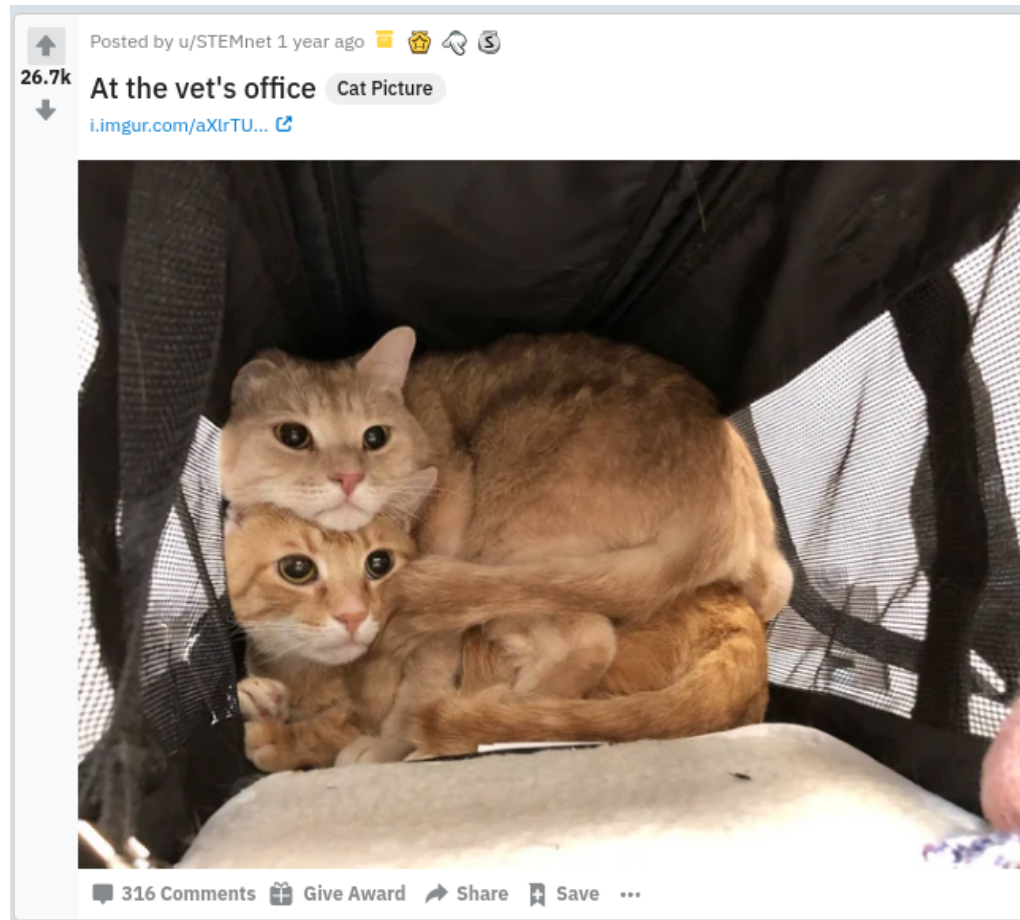 Posted by u/STEMnet 1 year ago
26.7k
At the vet's office Cat Picture
i.imgur.com/aXlrTU...
316 Comments Give Award Share Save ...